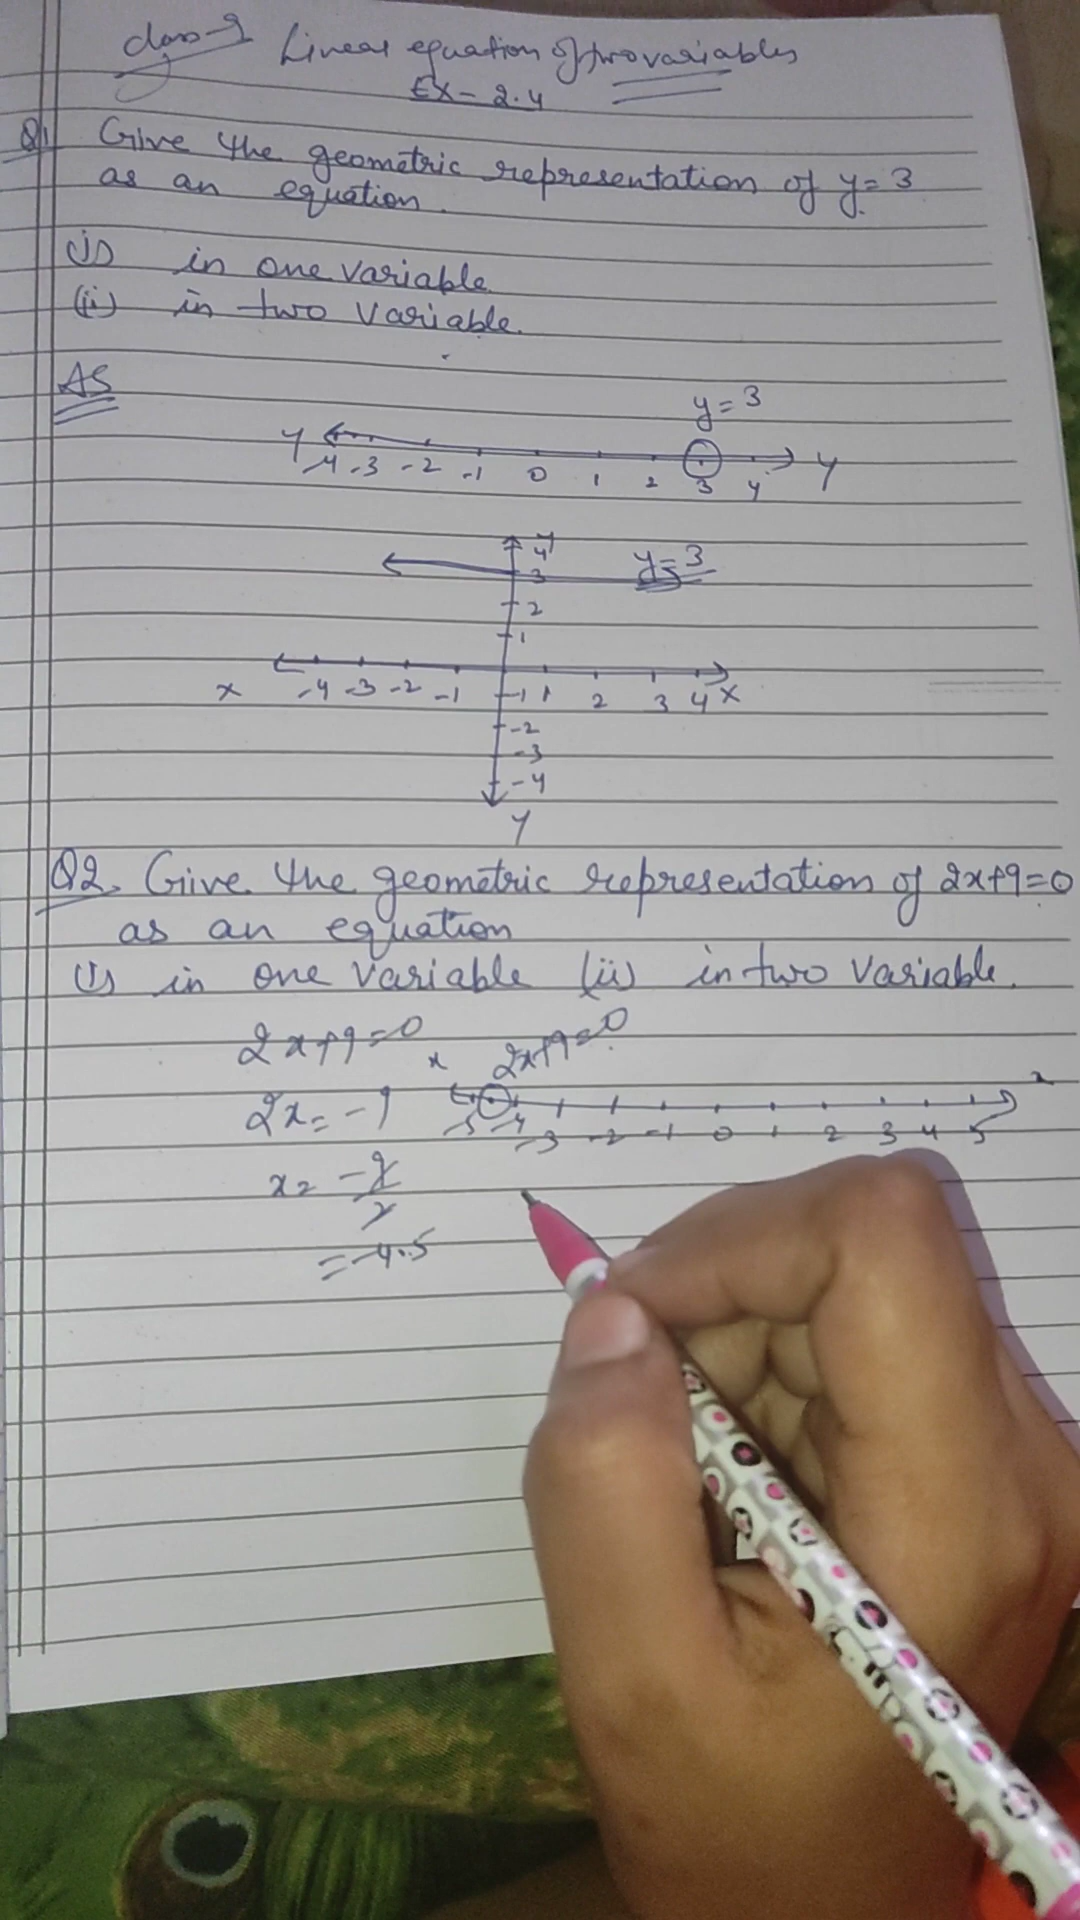 class-9 Linear equation of two variables
EX-2.4
Q1 Give the geometric representation of y=3
as an equation.
(i) in one variable
(ii) in two variable.
AS
y=3
y -4 -3 -2 -1 0 1 2 3 4 y
y
4
3 y=3
2
1
x -4 -3 -2 -1 -1 1 2 3 4 x
-2
-3
-4
y
Q2. Give the geometric representation of 2x+9=0
as an equation
(i) in one variable (ii) in two variable.
2x+9=0 x 2x+9=0 x
2x=-9 -5 -4 -3 -2 -1 0 1 2 3 4 5
x= -9/2
=-4.5